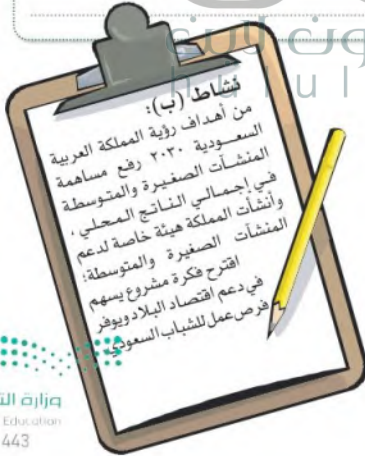 نشاط (ب):
من أهداف رؤية المملكة العربية
السعودية ٢٠٣٠ رفع مساهمة
المنشآت الصغيرة والمتوسطة
في إجمالي الناتج المحلي،
وأنشأت المملكة هيئة خاصة لدعم
المنشآت الصغيرة والمتوسطة؛
اقترح فكرة مشروع يسهم
في دعم اقتصاد البلاد ويوفر
فرص عمل للشباب السعودي.
وزارة الت
Education
443